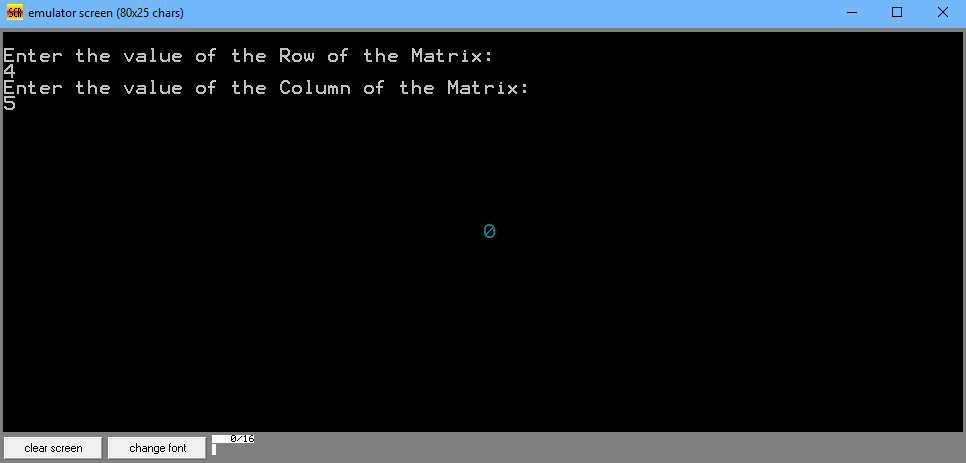 SCR emulator screen (80x25 chars)
Enter the value of the Row of the Matrix:
4
Enter the value of the Column of the Matrix:
5
0
clear screen change font 0/16